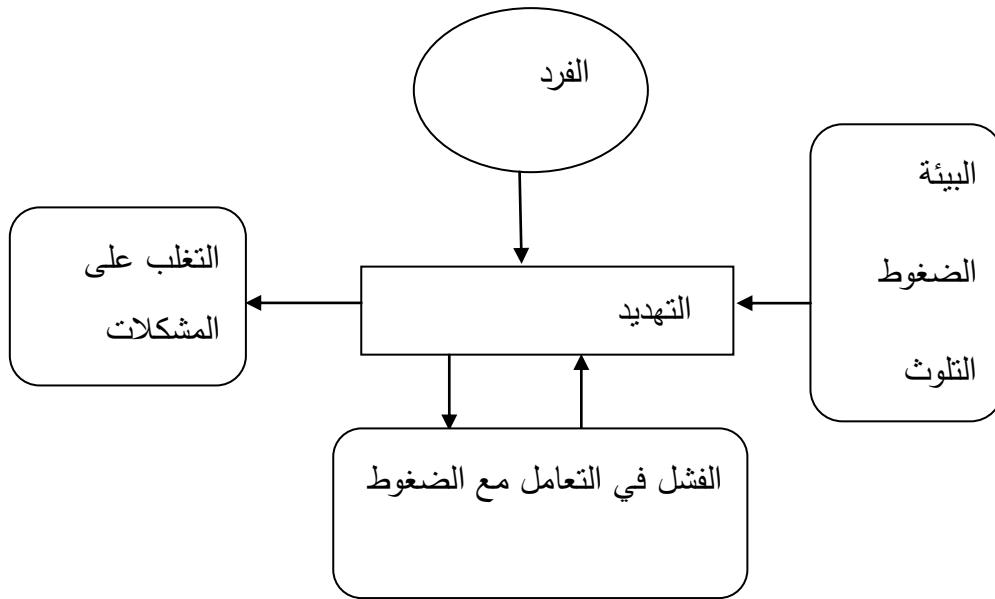 الفرد
البيئة
الضغوط
التلوث
التهديد
التغلب على
المشكلات
الفشل في التعامل مع الضغوط